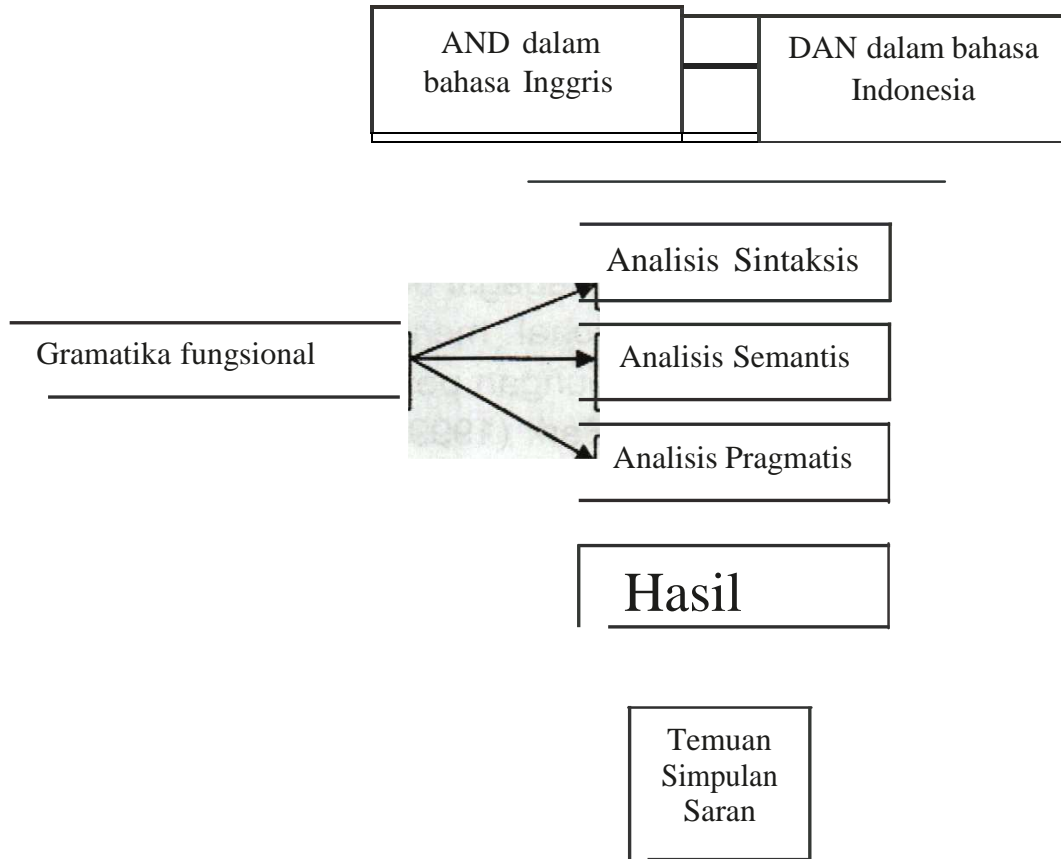 AND dalam
bahasa Inggris
DAN dalam bahasa
Indonesia
Analisis Sintaksis
Gramatika fungsional
Analisis Semantis
Analisis Pragmatis
Hasil
Temuan
Simpulan
Saran